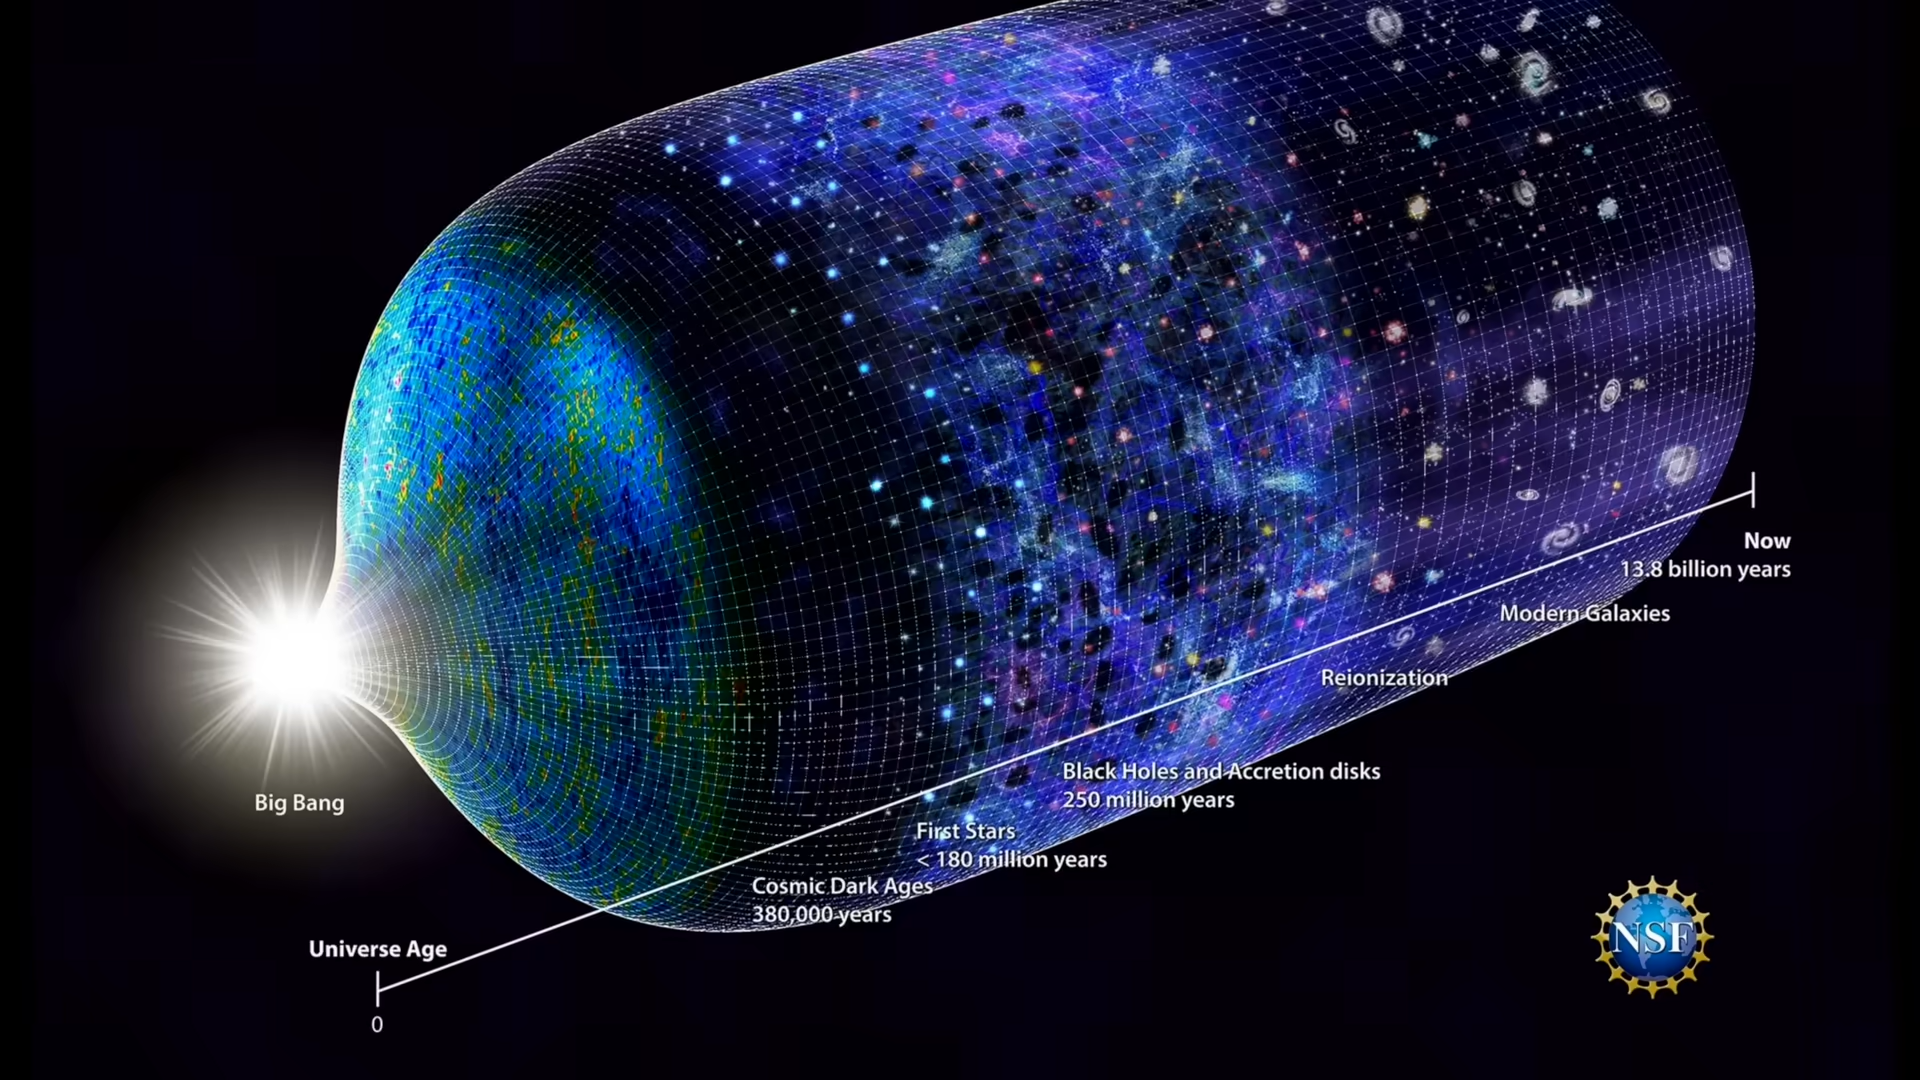 Big Bang
Universe Age
0
Cosmic Dark Ages
380,000 years
First Stars
< 180 million years
Black Holes and Accretion disks
250 million years
Reionization
Modern Galaxies
Now
13.8 billion years
NSF